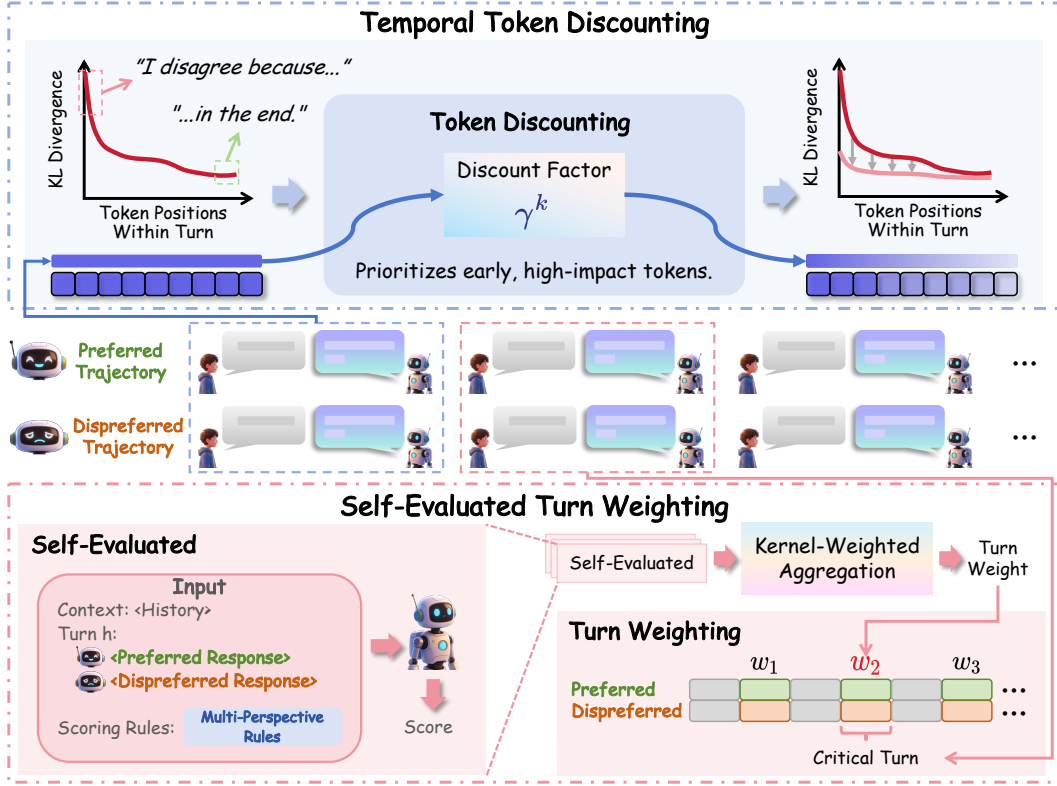 Temporal Token Discounting
KL Divergence
"I disagree because..."
"...in the end."
Token Positions
Within Turn
Token Discounting
Discount Factor
γ^k
Prioritizes early, high-impact tokens.
KL Divergence
Token Positions
Within Turn
Preferred
Trajectory
...
Dispreferred
Trajectory
...
Self-Evaluated Turn Weighting
Self-Evaluated
Input
Context: <History>
Turn h:
<Preferred Response>
<Dispreferred Response>
Scoring Rules:
Multi-Perspective
Rules
Score
Self-Evaluated
Kernel-Weighted
Aggregation
Turn
Weight
Turn Weighting
w₁ w₂ w₃
Preferred ...
Dispreferred ...
Critical Turn